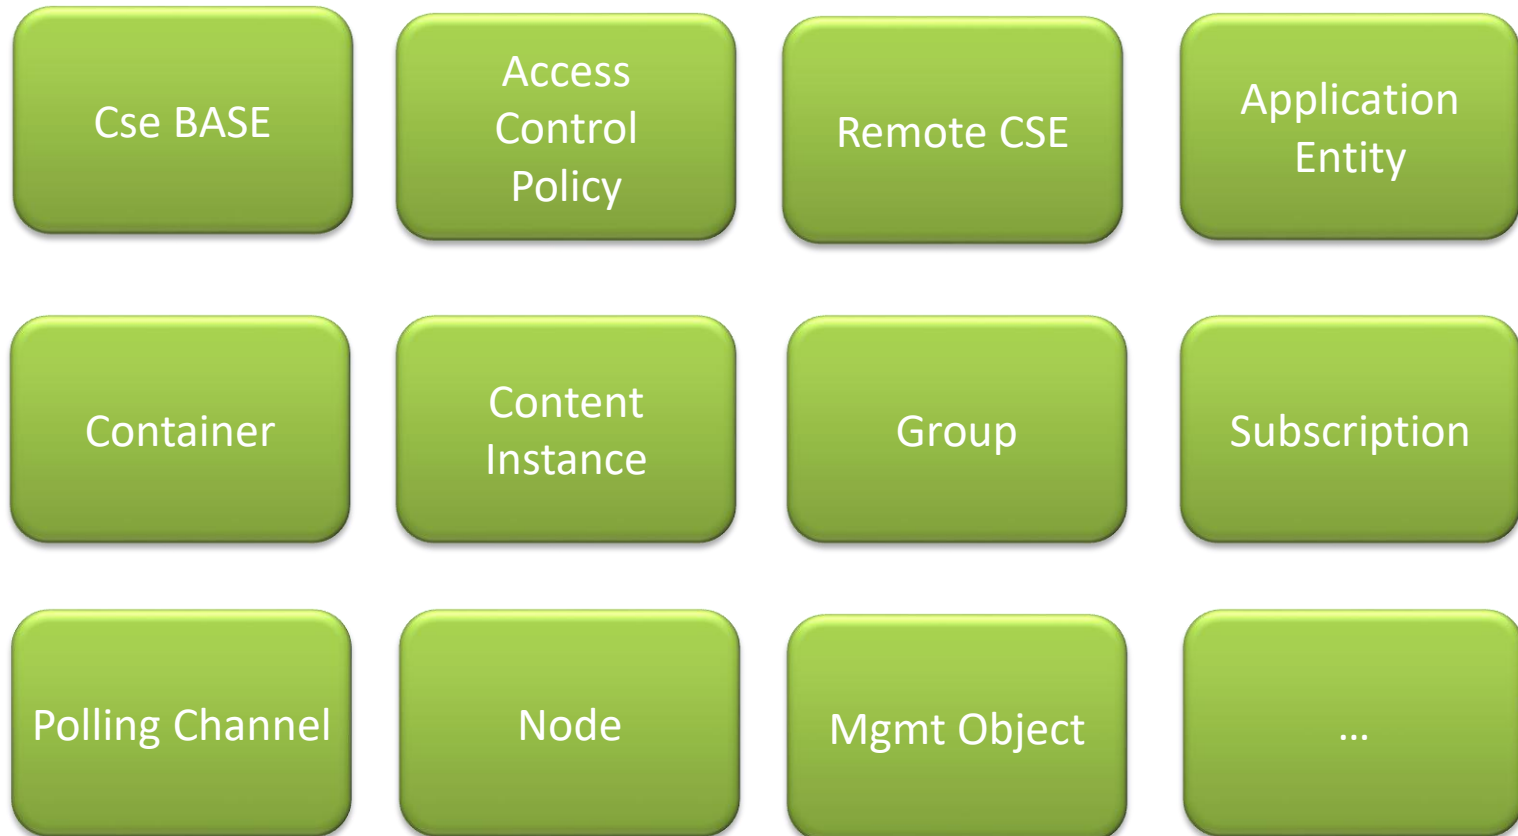 Cse BASE
Access
Control
Policy
Remote CSE
Application
Entity
Container
Content
Instance
Group
Subscription
Polling Channel
Node
Mgmt Object
...